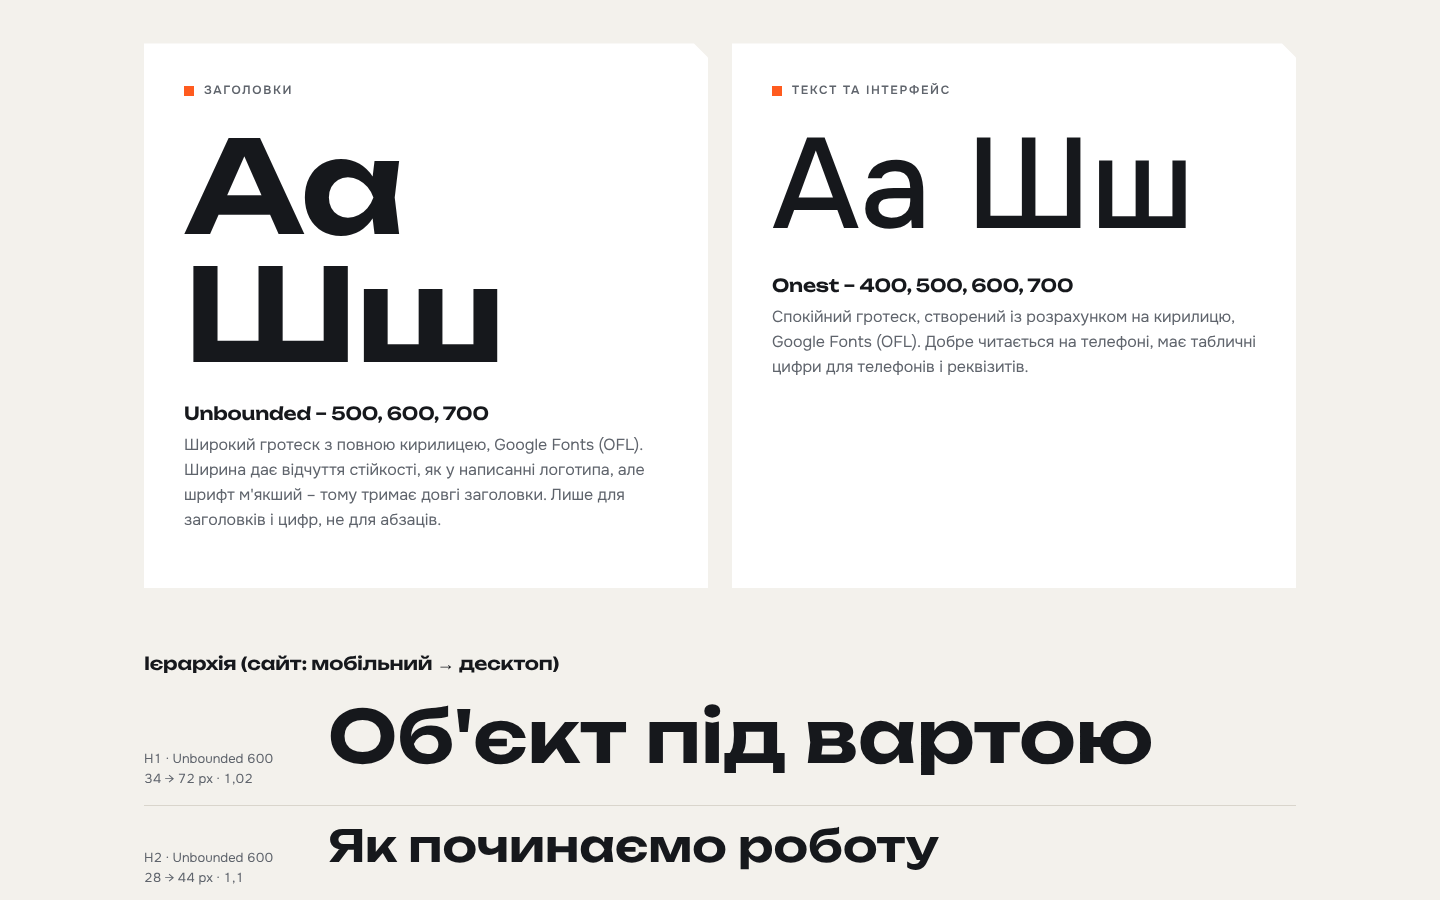 ЗАГОЛОВКИ
Аа
Шш
Unbounded – 500, 600, 700
Широкий гротеск з повною кирилицею, Google Fonts (OFL).
Ширина дає відчуття стійкості, як у написанні логотипа, але
шрифт м'якший – тому тримає довгі заголовки. Лише для
заголовків і цифр, не для абзаців.
ТЕКСТ ТА ІНТЕРФЕЙС
Аа Шш
Onest – 400, 500, 600, 700
Спокійний гротеск, створений із розрахунком на кирилицю,
Google Fonts (OFL). Добре читається на телефоні, має табличні
цифри для телефонів і реквізитів.
Ієрархія (сайт: мобільний → десктоп)
H1 · Unbounded 600
34 → 72 px · 1,02
Об'єкт під вартою
H2 · Unbounded 600
28 → 44 px · 1,1
Як починаємо роботу